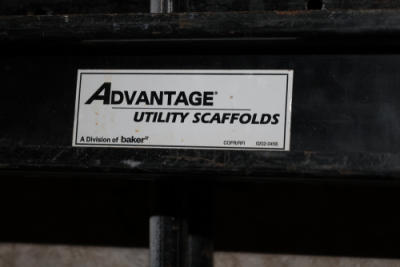 ADVANTAGE®
UTILITY SCAFFOLDS
A Division of baker